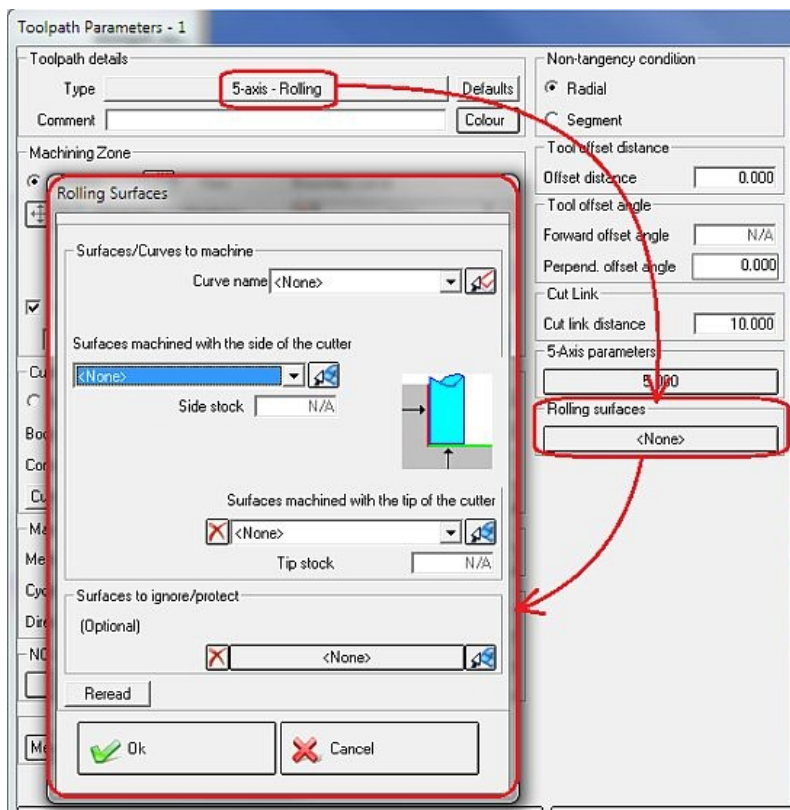 Toolpath Parameters - 1
Toolpath details
Type 5-axis - Rolling Defaults
Comment Colour
Machining Zone
Non-tangency condition
Radial
Segment
Tool offset distance
Offset distance 0.000
Tool offset angle
Forward offset angle N/A
Perpend. offset angle 0.000
Cut Link
Cut link distance 10.000
5-Axis parameters
5.000
Rolling surfaces
<None>
Rolling Surfaces
Surfaces/Curves to machine
Curve name <None>
Surfaces machined with the side of the cutter
<None>
Side stock N/A
Surfaces machined with the tip of the cutter
<None>
Tip stock N/A
Surfaces to ignore/protect
(Optional)
<None>
Reread
Ok Cancel